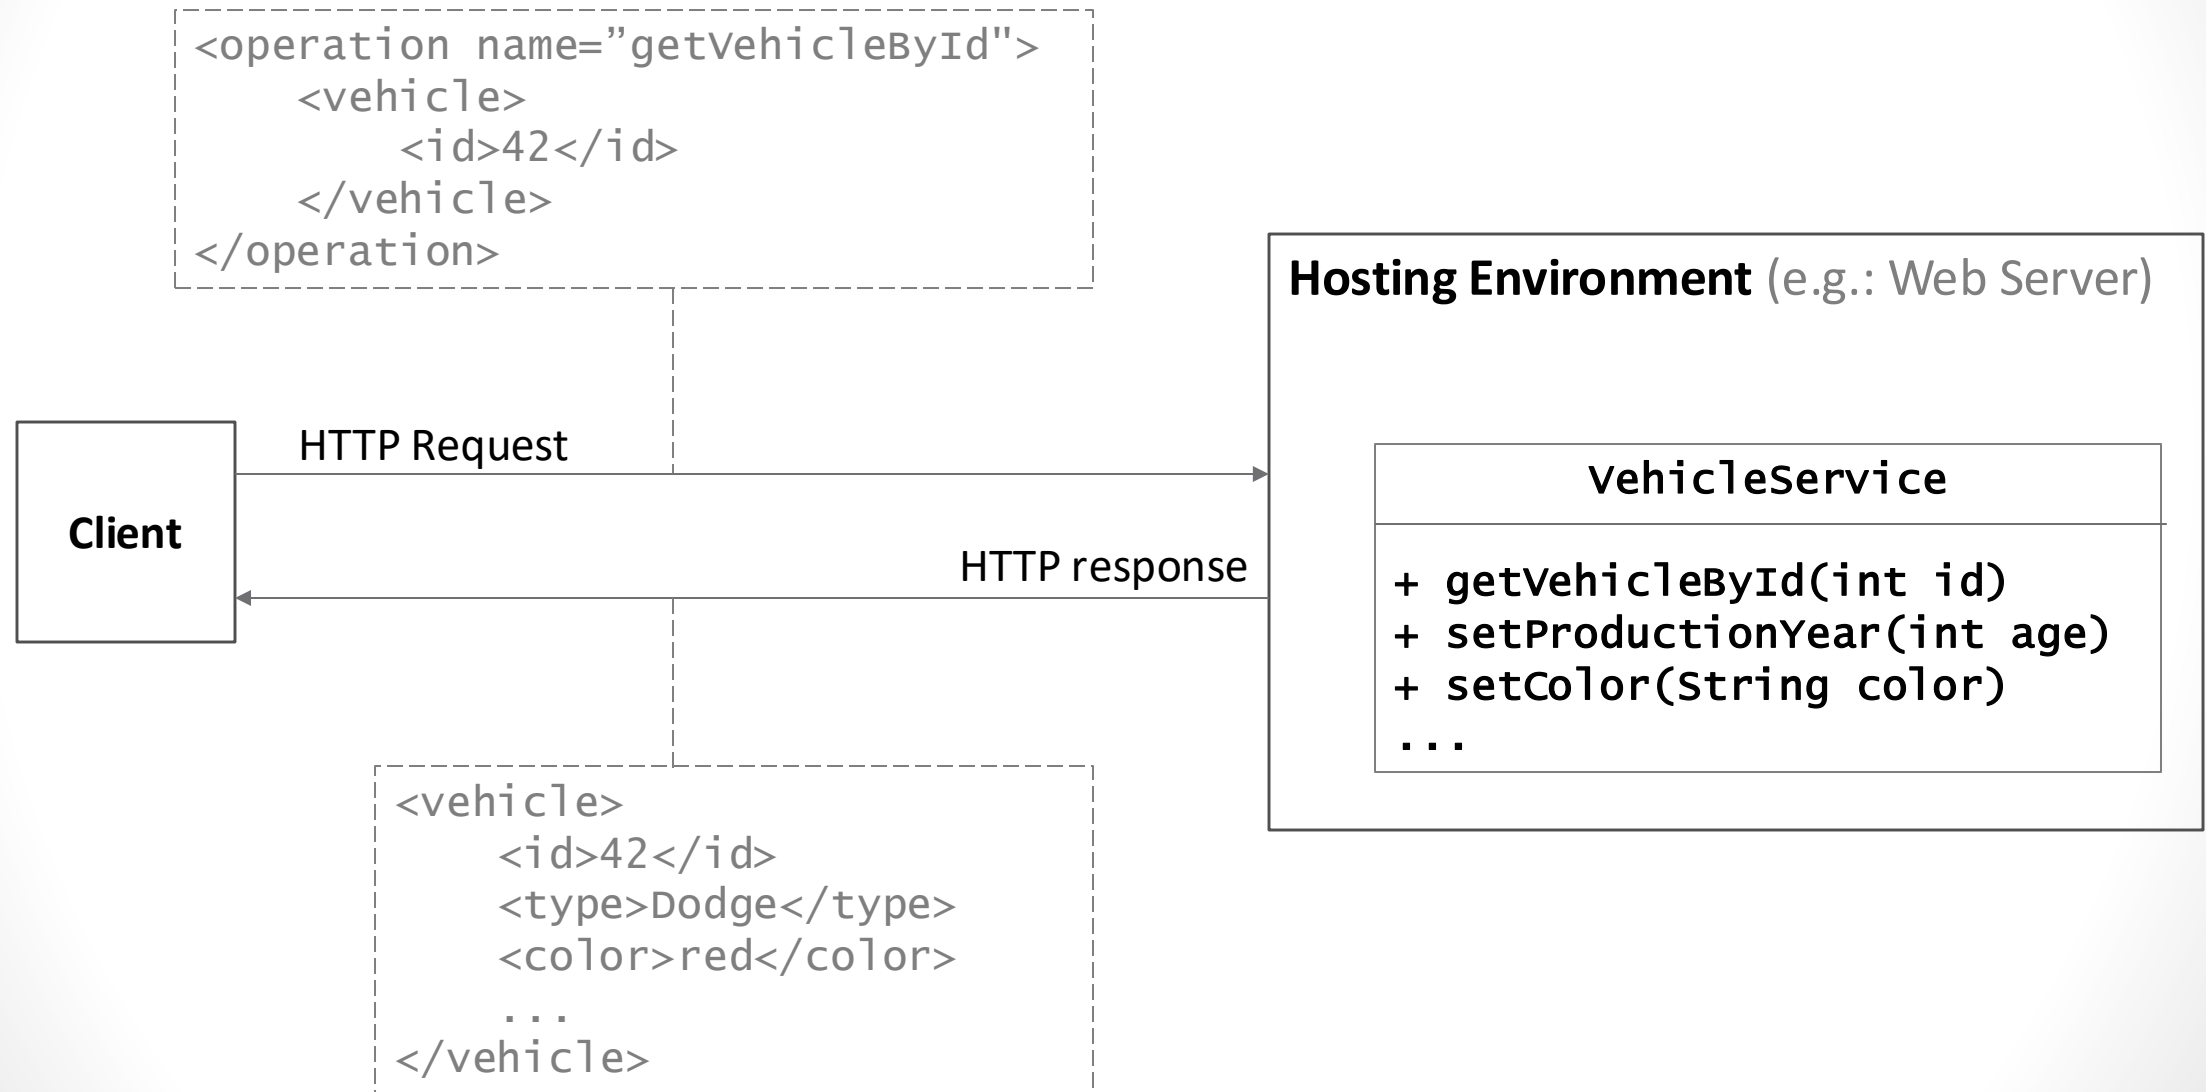 <operation name=”getVehicleById">
<vehicle>
<id>42</id>
</vehicle>
</operation>
Hosting Environment (e.g.: Web Server)
HTTP Request
Client
HTTP response
VehicleService
+ getVehicleById(int id)
+ setProductionYear(int age)
+ setColor(String color)
...
<vehicle>
<id>42</id>
<type>Dodge</type>
<color>red</color>
...
</vehicle>